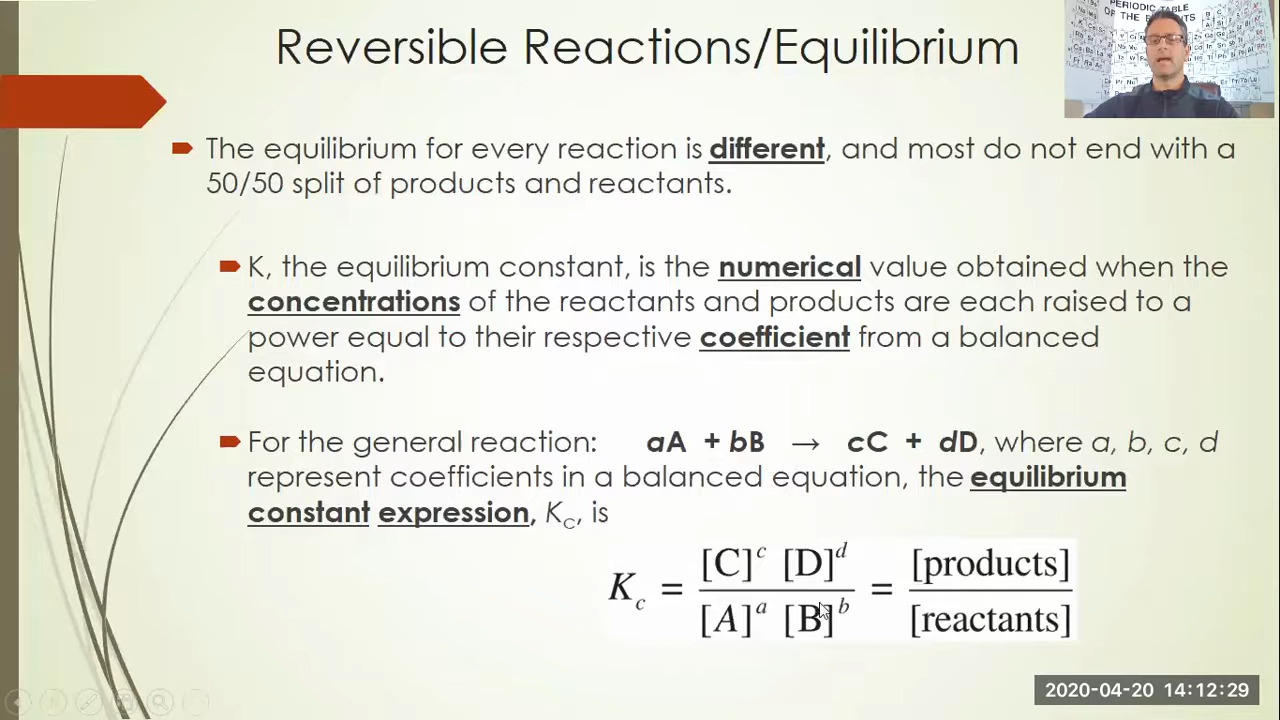 Reversible Reactions/Equilibrium
PERIODIC TABLE
OF THE
The equilibrium for every reaction is different, and most do not end with a
50/50 split of products and reactants.
K, the equilibrium constant, is the numerical value obtained when the
concentrations of the reactants and products are each raised to a
power equal to their respective coefficient from a balanced
equation.
For the general reaction: aA + bB → cC + dD, where a, b, c, d
represent coefficients in a balanced equation, the equilibrium
constant expression, K_C, is
K_c = [C]^c [D]^d / [A]^a [B]^b = [products] / [reactants]
2020-04-20 14:12:29